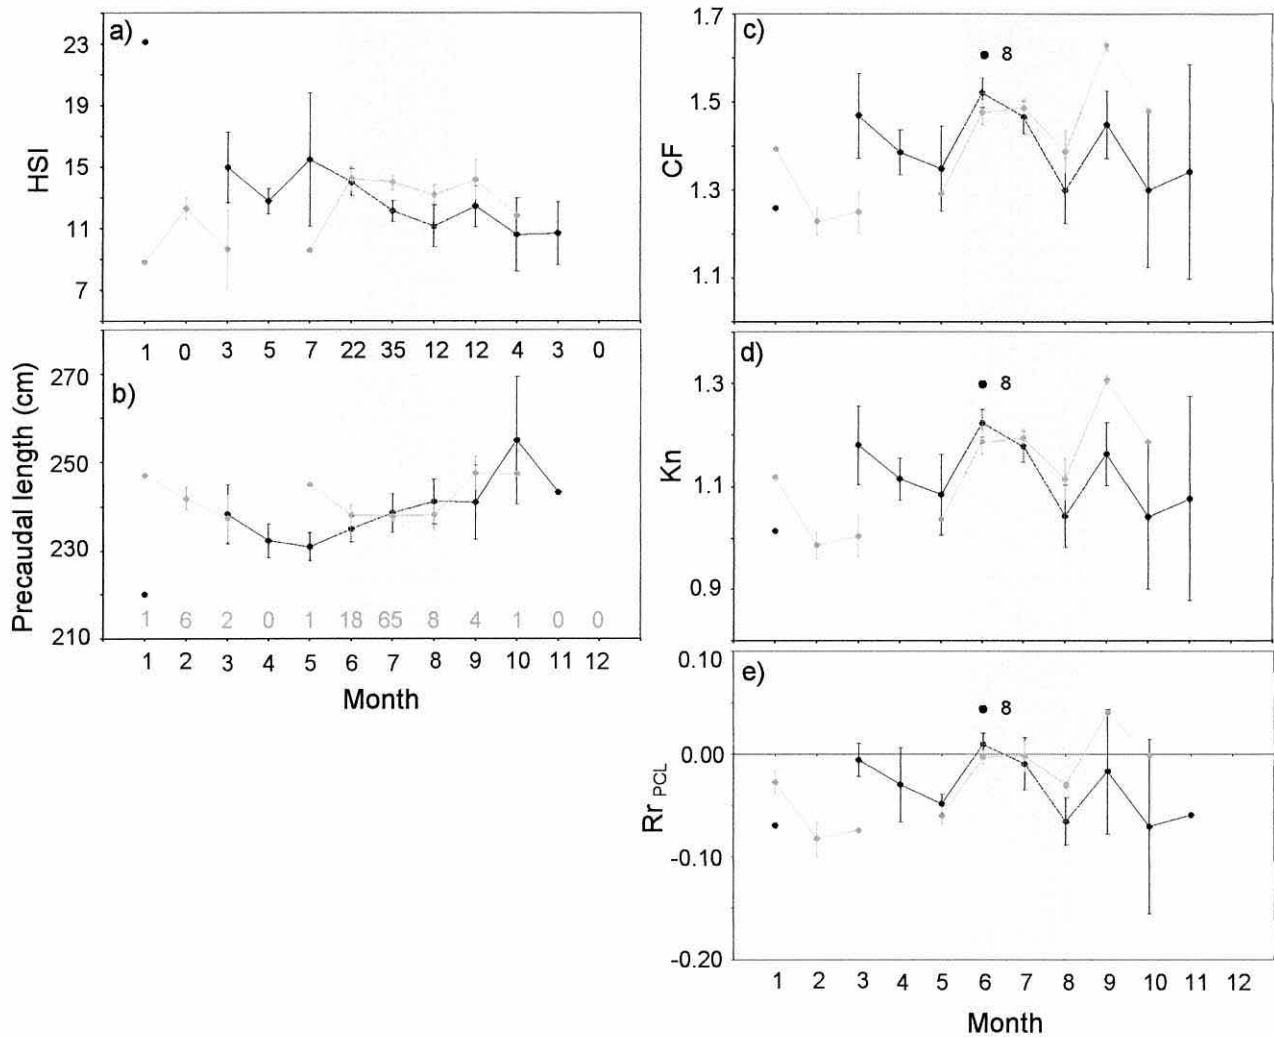 a)
23
19
15
11
7
HSI
1 0 3 5 7 22 35 12 12 4 3 0
b)
270
250
230
210
Precaudal length (cm)
1 6 2 0 1 18 65 8 4 1 0 0
1 2 3 4 5 6 7 8 9 10 11 12
Month
c)
1.7
1.5
1.3
1.1
CF
8
d)
1.3
1.1
0.9
Kn
8
e)
0.10
0.00
-0.10
-0.20
Rr PCL
8
1 2 3 4 5 6 7 8 9 10 11 12
Month